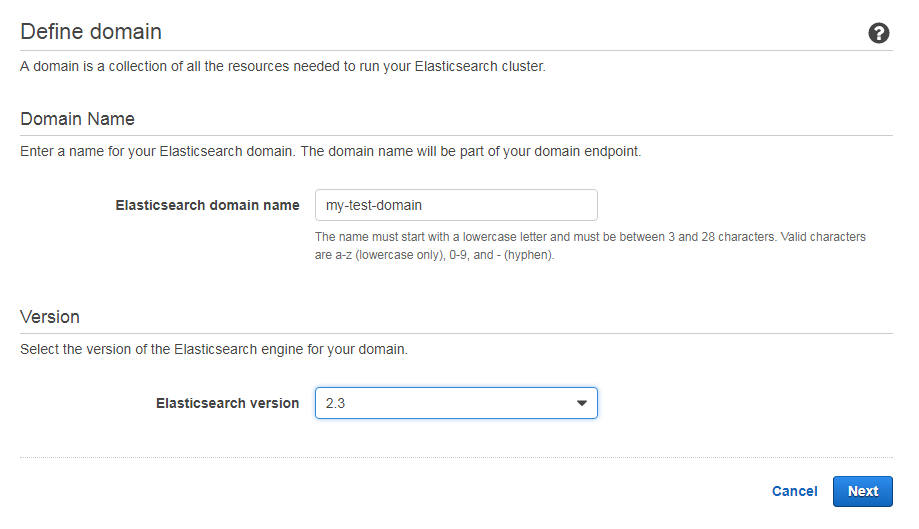 Define domain
?
A domain is a collection of all the resources needed to run your Elasticsearch cluster.
Domain Name
Enter a name for your Elasticsearch domain. The domain name will be part of your domain endpoint.
Elasticsearch domain name
my-test-domain
The name must start with a lowercase letter and must be between 3 and 28 characters. Valid characters
are a-z (lowercase only), 0-9, and - (hyphen).
Version
Select the version of the Elasticsearch engine for your domain.
Elasticsearch version
2.3
Cancel
Next